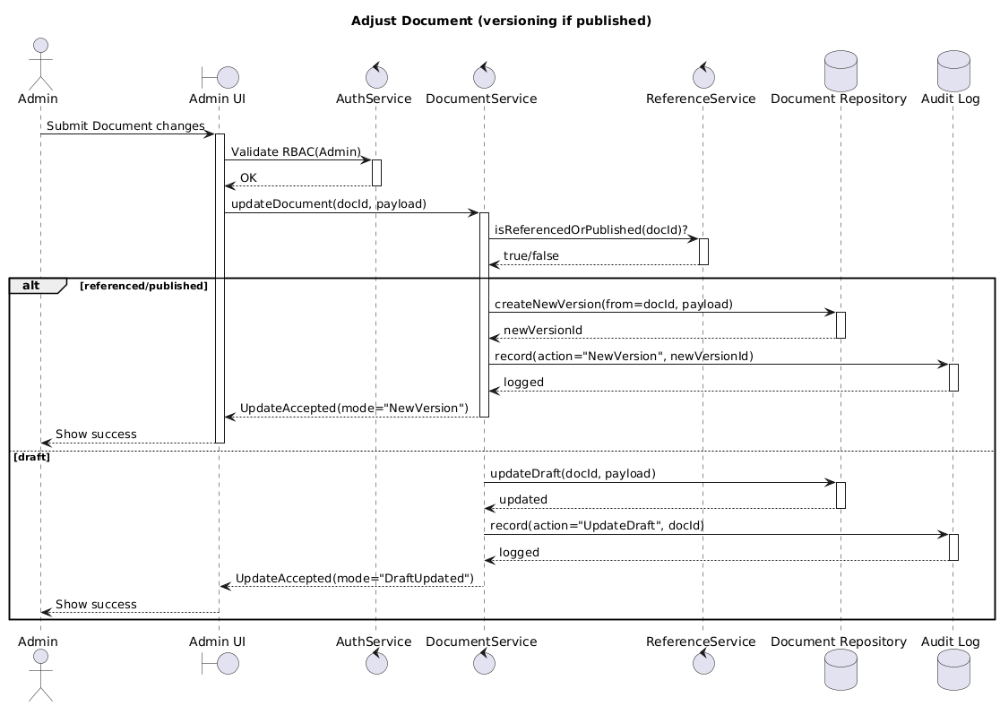 Adjust Document (versioning if published)
Admin
Admin UI
AuthService
DocumentService
ReferenceService
Document Repository
Audit Log
Submit Document changes
Validate RBAC(Admin)
OK
updateDocument(docId, payload)
isReferencedOrPublished(docId)?
true/false
alt
[referenced/published]
createNewVersion(from=docId, payload)
newVersionId
record(action="NewVersion", newVersionId)
logged
UpdateAccepted(mode="NewVersion")
Show success
[draft]
updateDraft(docId, payload)
updated
record(action="UpdateDraft", docId)
logged
UpdateAccepted(mode="DraftUpdated")
Show success
Admin
Admin UI
AuthService
DocumentService
ReferenceService
Document Repository
Audit Log